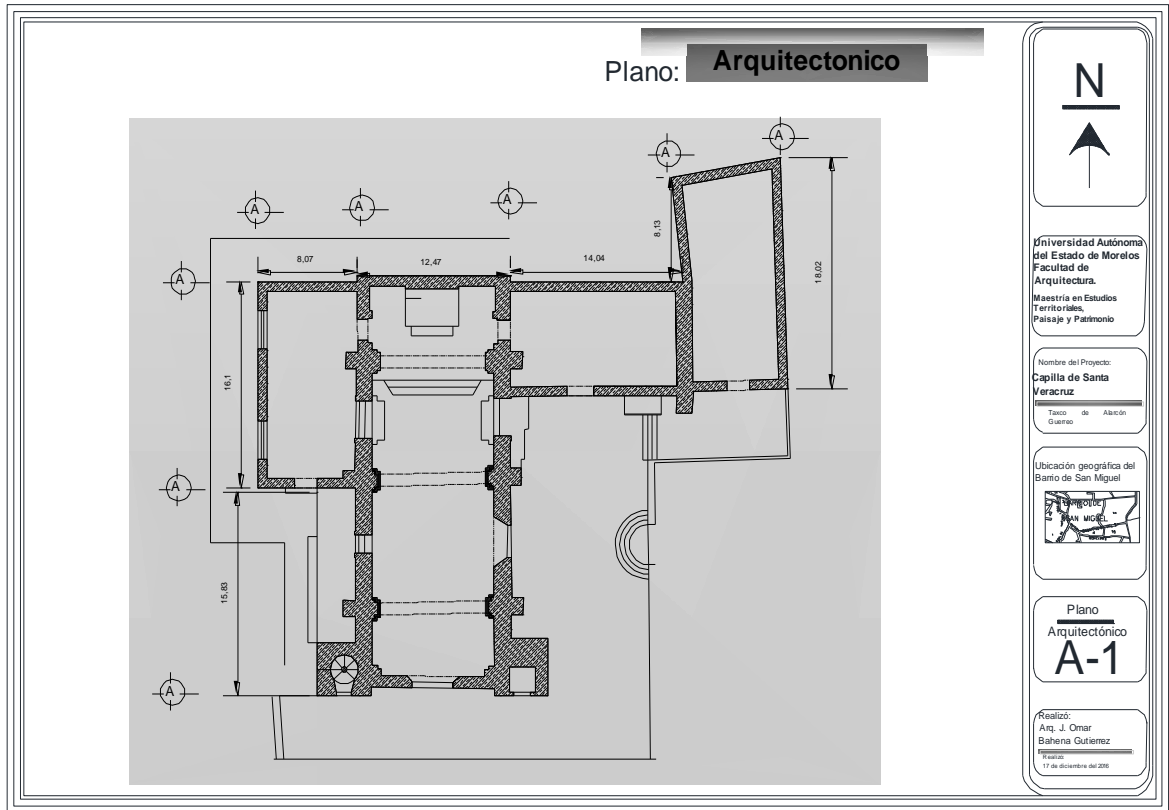 Plano: Arquitectonico
A
A
A
A
A
8,07
12,47
14,04
8,13
18,02
A
16,1
A
15,83
A
N
Universidad Autónoma
del Estado de Morelos
Facultad de
Arquitectura.
Maestría en Estudios
Territoriales,
Paisaje y Patrimonio
Nombre del Proyecto:
Capilla de Santa
Veracruz
Taxco de Alarcón
Guerreo
Ubicación geográfica del
Barrio de San Miguel
BARRIO DE
SAN MIGUEL
Plano
Arquitectónico
A-1
Realizó:
Arq. J. Omar
Bahena Gutierrez
Realizó:
17 de diciembre del 2016